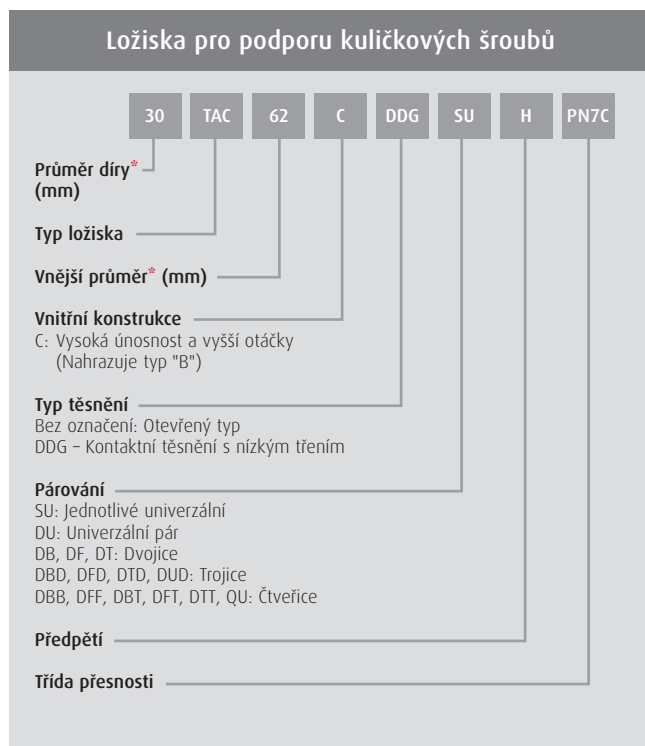 Ložiska pro podporu kuličkových šroubů
30 TAC 62 C DDG SU H PN7C
Průměr díry*
(mm)
Typ ložiska
Vnější průměr* (mm)
Vnitřní konstrukce
C: Vysoká únosnost a vyšší otáčky
(Nahrazuje typ "B")
Typ těsnění
Bez označení: Otevřený typ
DDG – Kontaktní těsnění s nízkým třením
Párování
SU: Jednotlivé univerzální
DU: Univerzální pár
DB, DF, DT: Dvojice
DBD, DFD, DTD, DUD: Trojice
DBB, DFF, DBT, DFT, DTT, QU: Čtveřice
Předpětí
Třída přesnosti